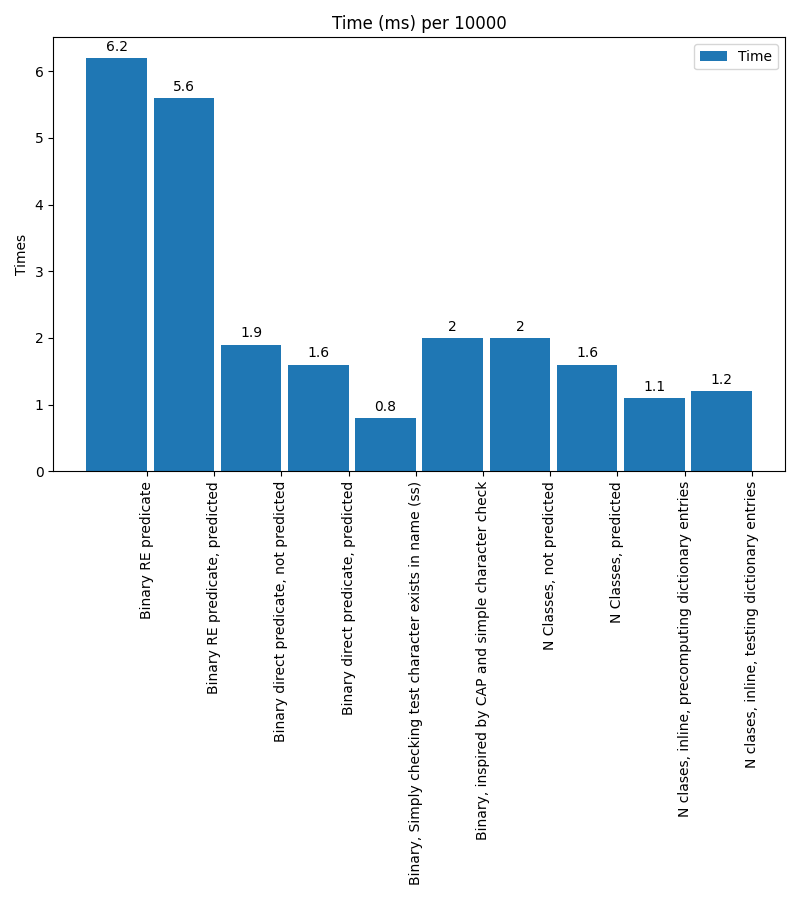 Time (ms) per 10000
Time
Times
6
5
4
3
2
1
0
6.2
5.6
1.9
1.6
0.8
2
2
1.6
1.1
1.2
Binary RE predicate
Binary RE predicate, predicted
Binary direct predicate, not predicted
Binary direct predicate, predicted
Binary, Simply checking test character exists in name (ss)
Binary, inspired by CAP and simple character check
N Classes, not predicted
N Classes, predicted
N clases, inline, precomputing dictionary entries
N clases, inline, testing dictionary entries